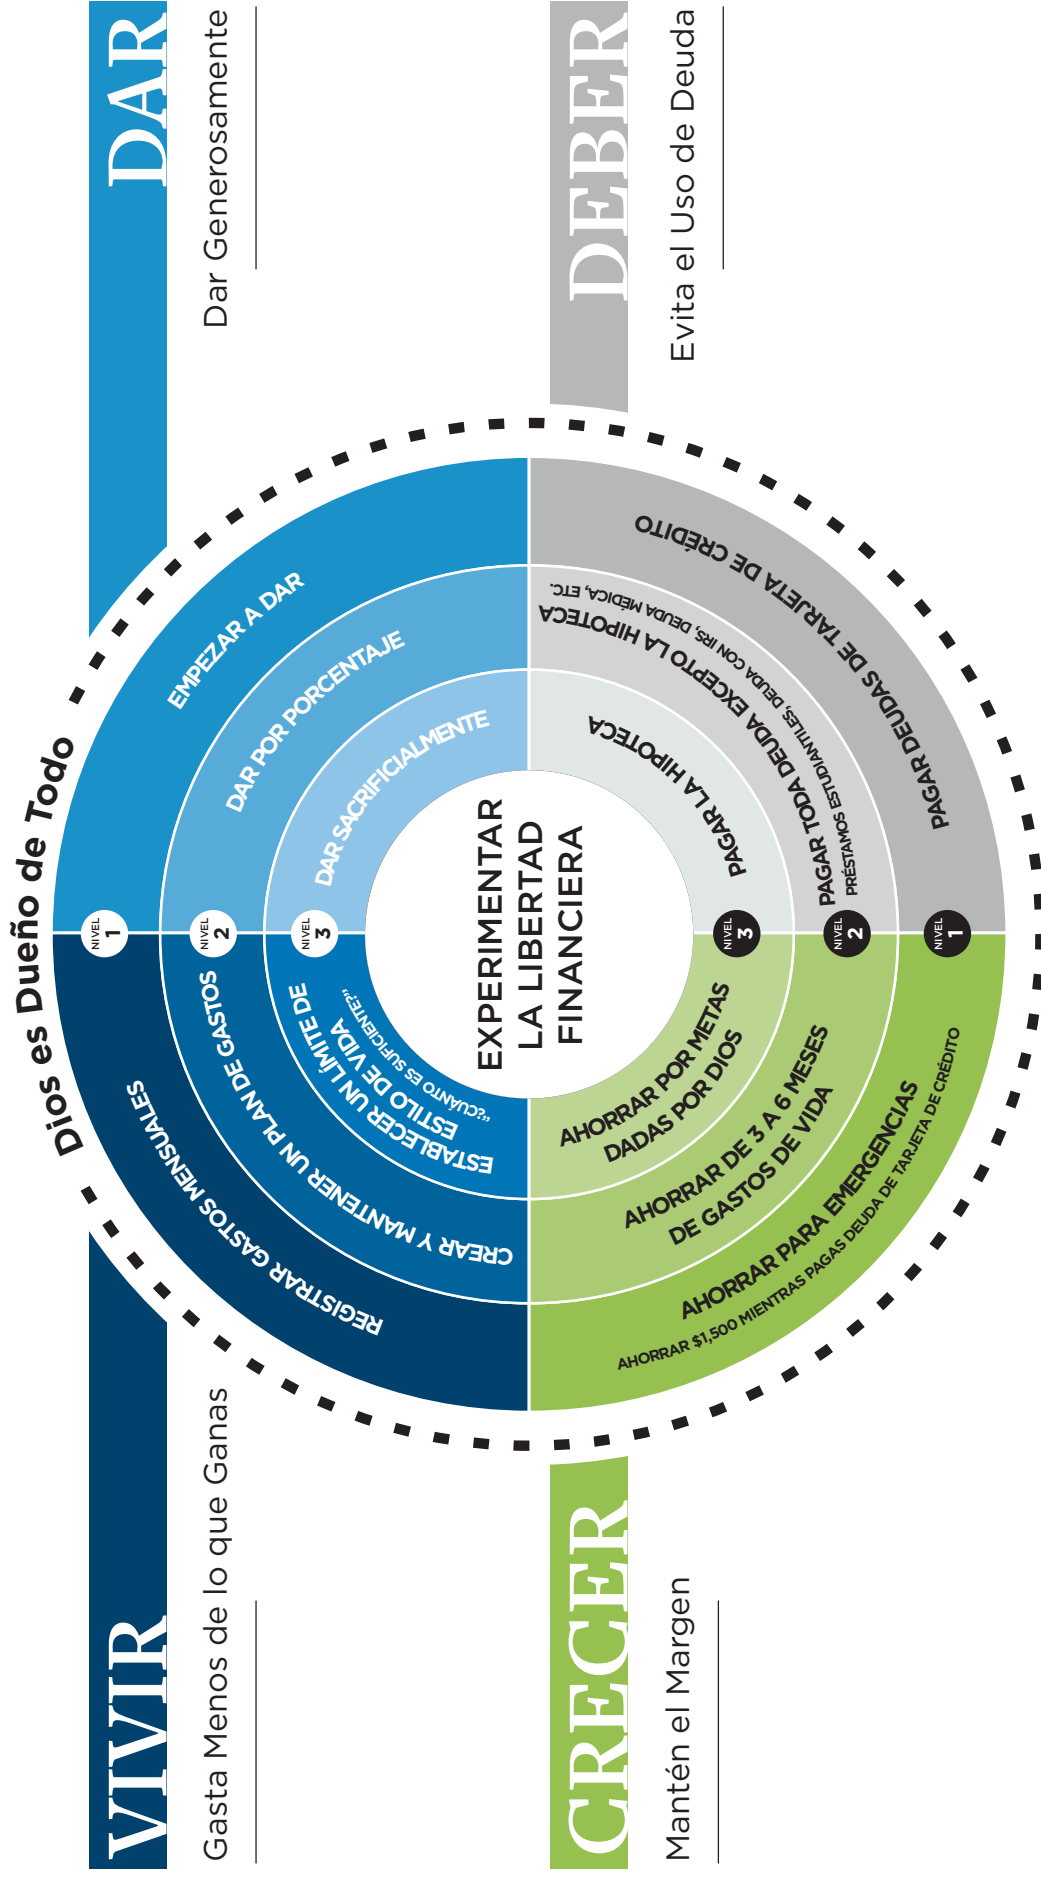 Dios es Dueño de Todo
VIVIR
Gasta Menos de lo que Ganas
DAR
Dar Generosamente
NIVEL
1
REGISTRAR GASTOS MENSUALES
EMPEZAR A DAR
NIVEL
2
CREAR Y MANTENER UN PLAN DE GASTOS
DAR POR PORCENTAJE
NIVEL
3
ESTABLECER UN LÍMITE DE
ESTILO DE VIDA
“¿CUÁNTO ES SUFICIENTE?”
DAR SACRIFICIALMENTE
EXPERIMENTAR
LA LIBERTAD
FINANCIERA
CRECER
Mantén el Margen
DEBER
Evita el Uso de Deuda
AHORRAR POR METAS
DADAS POR DIOS
PAGAR LA HIPOTECA
NIVEL
3
AHORRAR DE 3 A 6 MESES
DE GASTOS DE VIDA
PAGAR TODA DEUDA EXCEPTO LA HIPOTECA
PRÉSTAMOS ESTUDIANTILES, DEUDA CON IRS, DEUDA MÉDICA, ETC.
NIVEL
2
AHORRAR PARA EMERGENCIAS
AHORRAR $1,500 MIENTRAS PAGAS DEUDA DE TARJETA DE CRÉDITO
PAGAR DEUDAS DE TARJETA DE CRÉDITO
NIVEL
1